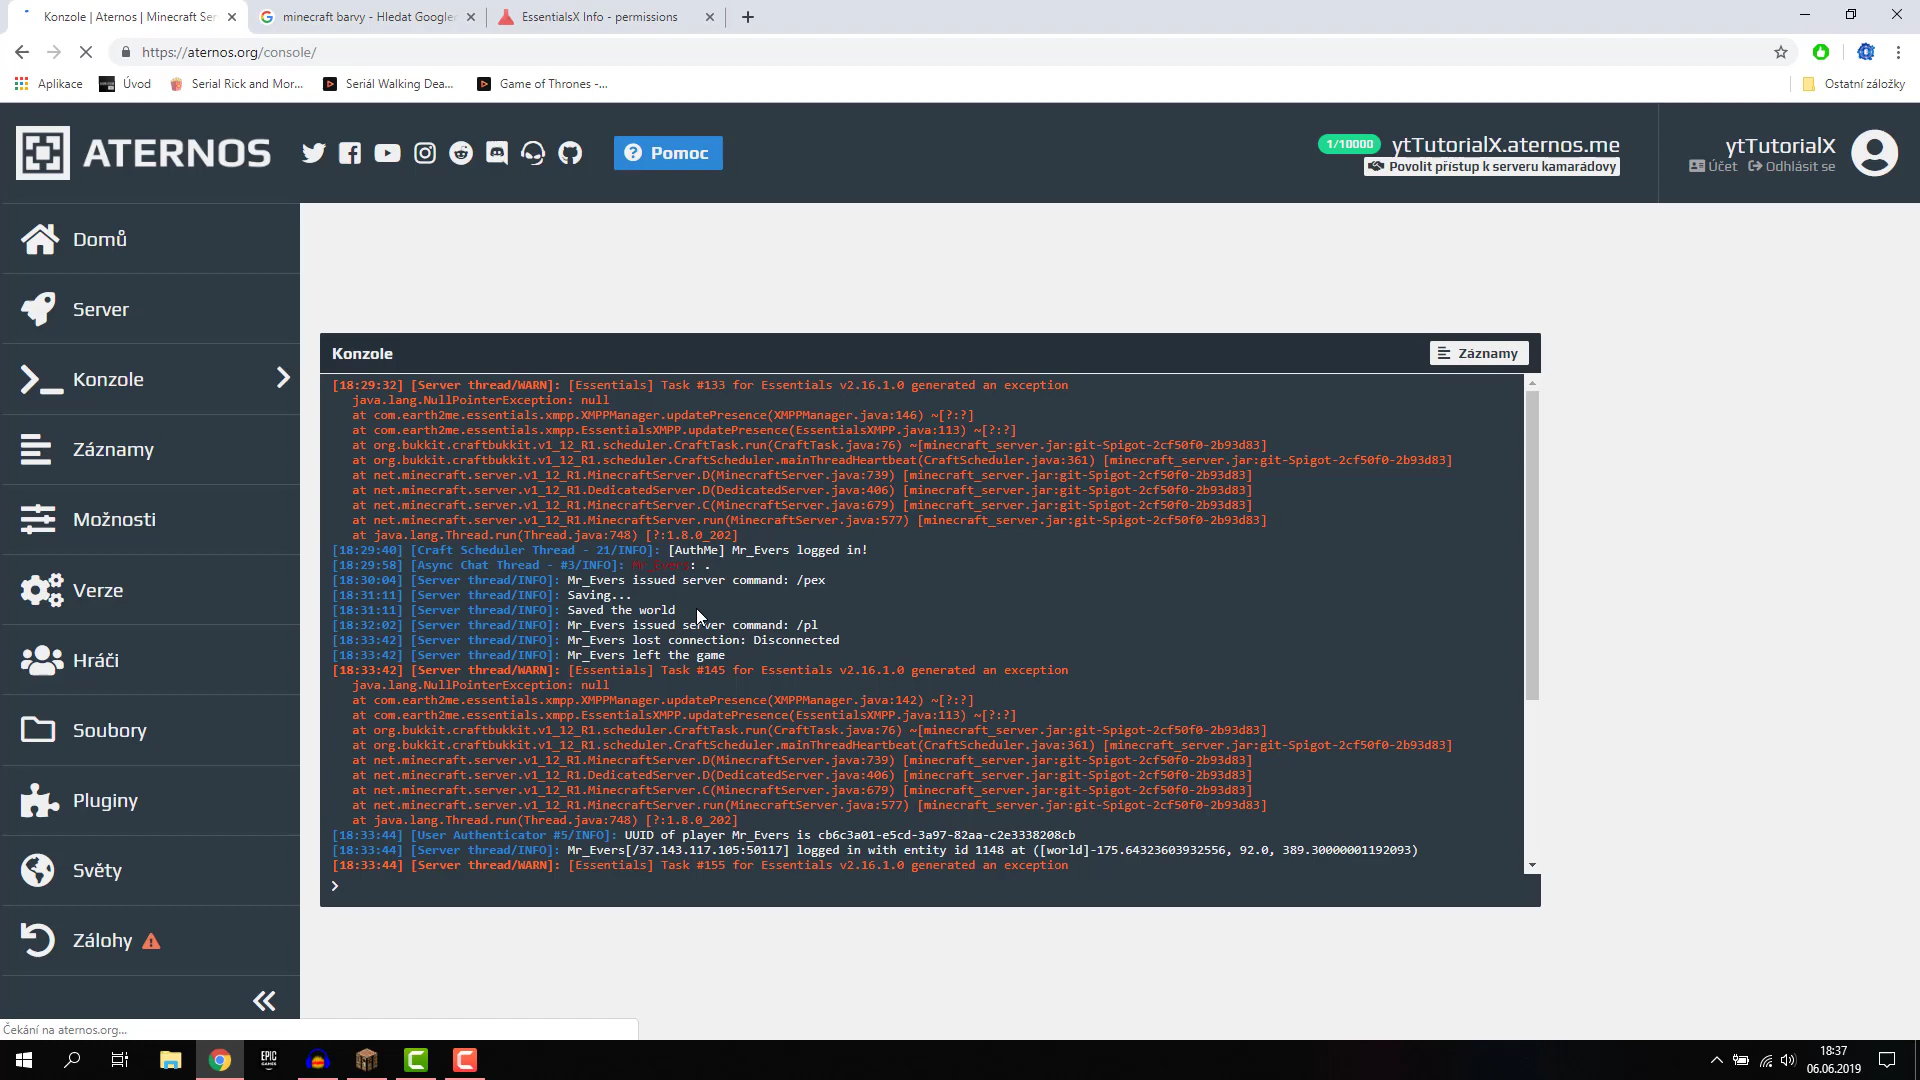 Konzole | Aternos | Minecraft Ser
minecraft barvy - Hledat Google
EssentialsX Info - permissions
https://aternos.org/console/
Aplikace
Úvod
Serial Rick and Mor...
Seriál Walking Dea...
Game of Thrones -...
Ostatní záložky
ATERNOS
Pomoc
1/10000 ytTutorialX.aternos.me
Povolit přístup k serveru kamarádovy
ytTutorialX
Účet Odhlásit se
Domů
Server
Konzole
Záznamy
Možnosti
Verze
Hráči
Soubory
Pluginy
Světy
Zálohy
Konzole
Záznamy
[18:29:32] [Server thread/WARN]: [Essentials] Task #133 for Essentials v2.16.1.0 generated an exception
java.lang.NullPointerException: null
at com.earth2me.essentials.xmpp.XMPPManager.updatePresence(XMPPManager.java:146) ~[?:?]
at com.earth2me.essentials.xmpp.EssentialsXMPP.updatePresence(EssentialsXMPP.java:113) ~[?:?]
at org.bukkit.craftbukkit.v1_12_R1.scheduler.CraftTask.run(CraftTask.java:76) ~[minecraft_server.jar:git-Spigot-2cf50f0-2b93d83]
at org.bukkit.craftbukkit.v1_12_R1.scheduler.CraftScheduler.mainThreadHeartbeat(CraftScheduler.java:361) [minecraft_server.jar:git-Spigot-2cf50f0-2b93d83]
at net.minecraft.server.v1_12_R1.MinecraftServer.D(MinecraftServer.java:739) [minecraft_server.jar:git-Spigot-2cf50f0-2b93d83]
at net.minecraft.server.v1_12_R1.DedicatedServer.D(DedicatedServer.java:406) [minecraft_server.jar:git-Spigot-2cf50f0-2b93d83]
at net.minecraft.server.v1_12_R1.MinecraftServer.C(MinecraftServer.java:679) [minecraft_server.jar:git-Spigot-2cf50f0-2b93d83]
at net.minecraft.server.v1_12_R1.MinecraftServer.run(MinecraftServer.java:577) [minecraft_server.jar:git-Spigot-2cf50f0-2b93d83]
at java.lang.Thread.run(Thread.java:748) [?:1.8.0_202]
[18:29:40] [Craft Scheduler Thread - 21/INFO]: [AuthMe] Mr_Evers logged in!
[18:29:58] [Async Chat Thread - #3/INFO]: Mr_Evers: .
[18:30:04] [Server thread/INFO]: Mr_Evers issued server command: /pex
[18:31:11] [Server thread/INFO]: Saving...
[18:31:11] [Server thread/INFO]: Saved the world
[18:32:02] [Server thread/INFO]: Mr_Evers issued server command: /pl
[18:33:42] [Server thread/INFO]: Mr_Evers lost connection: Disconnected
[18:33:42] [Server thread/INFO]: Mr_Evers left the game
[18:33:42] [Server thread/WARN]: [Essentials] Task #145 for Essentials v2.16.1.0 generated an exception
java.lang.NullPointerException: null
at com.earth2me.essentials.xmpp.XMPPManager.updatePresence(XMPPManager.java:142) ~[?:?]
at com.earth2me.essentials.xmpp.EssentialsXMPP.updatePresence(EssentialsXMPP.java:113) ~[?:?]
at org.bukkit.craftbukkit.v1_12_R1.scheduler.CraftTask.run(CraftTask.java:76) ~[minecraft_server.jar:git-Spigot-2cf50f0-2b93d83]
at org.bukkit.craftbukkit.v1_12_R1.scheduler.CraftScheduler.mainThreadHeartbeat(CraftScheduler.java:361) [minecraft_server.jar:git-Spigot-2cf50f0-2b93d83]
at net.minecraft.server.v1_12_R1.MinecraftServer.D(MinecraftServer.java:739) [minecraft_server.jar:git-Spigot-2cf50f0-2b93d83]
at net.minecraft.server.v1_12_R1.DedicatedServer.D(DedicatedServer.java:406) [minecraft_server.jar:git-Spigot-2cf50f0-2b93d83]
at net.minecraft.server.v1_12_R1.MinecraftServer.C(MinecraftServer.java:679) [minecraft_server.jar:git-Spigot-2cf50f0-2b93d83]
at net.minecraft.server.v1_12_R1.MinecraftServer.run(MinecraftServer.java:577) [minecraft_server.jar:git-Spigot-2cf50f0-2b93d83]
at java.lang.Thread.run(Thread.java:748) [?:1.8.0_202]
[18:33:44] [User Authenticator #5/INFO]: UUID of player Mr_Evers is cb6c3a01-e5cd-3a97-82aa-c2e3338208cb
[18:33:44] [Server thread/INFO]: Mr_Evers[/37.143.117.105:50117] logged in with entity id 1148 at ([world]-175.64323603932556, 92.0, 389.30000001192093)
[18:33:44] [Server thread/WARN]: [Essentials] Task #155 for Essentials v2.16.1.0 generated an exception
Čekání na aternos.org...
EPIC
GAMES
18:37
06.06.2019